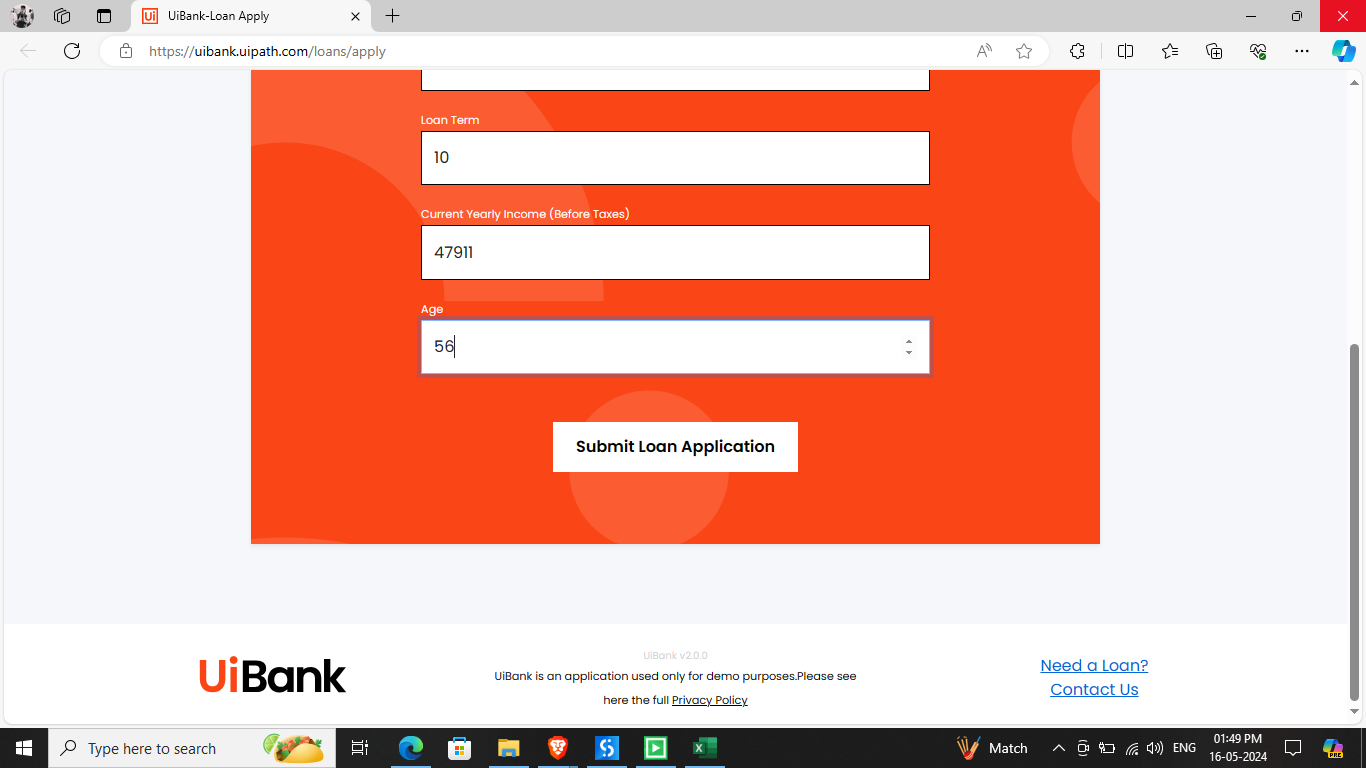 UiBank-Loan Apply
https://uibank.uipath.com/loans/apply
Loan Term
10
Current Yearly Income (Before Taxes)
47911
Age
56
Submit Loan Application
UiBank
UiBank v2.0.0
UiBank is an application used only for demo purposes.Please see
here the full Privacy Policy
Need a Loan?
Contact Us
Type here to search
Match
ENG
01:49 PM
16-05-2024
PRE